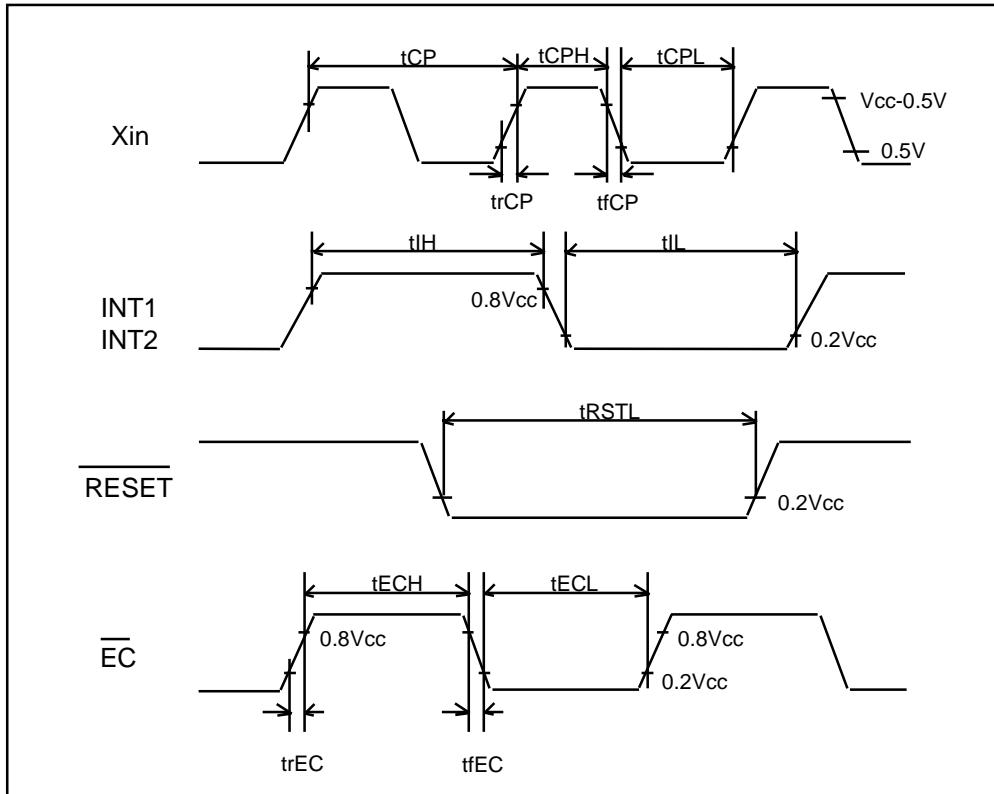 tCP tCPH tCPL
Vcc-0.5V
Xin
0.5V
trCP tfCP
tIH tIL
0.8Vcc
INT1
INT2
0.2Vcc
tRSTL
RESET
0.2Vcc
tECH tECL
0.8Vcc 0.8Vcc
EC
0.2Vcc
trEC tfEC